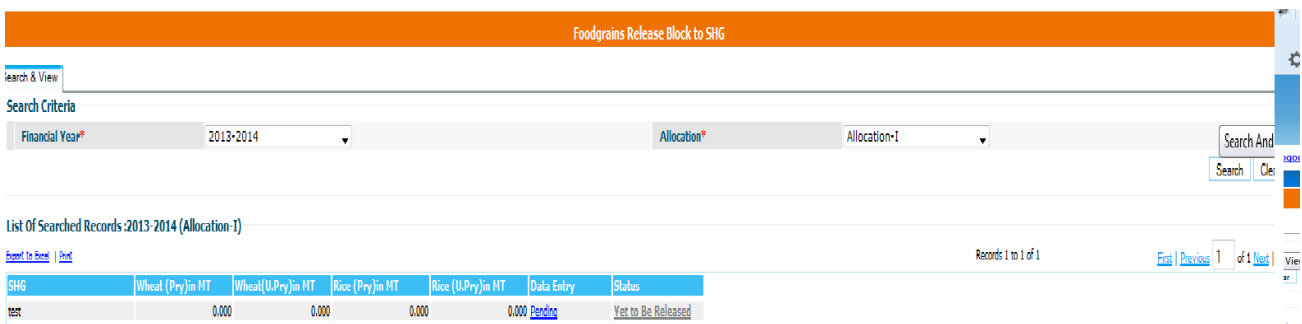 Foodgrains Release Block to SHG
Search & View
Search Criteria
Financial Year* 2013-2014 Allocation* Allocation-I Search And
Search
List Of Searched Records :2013-2014 (Allocation-I)
Export to Excel | Print Records 1 to 1 of 1 First | Previous 1 of 1 Next |
SHG Wheat (Pry)in MT Wheat(U.Pry)in MT Rice (Pry)in MT Rice (U.Pry)in MT Data Entry Status
test 0.000 0.000 0.000 0.000 Pending Yet to Be Released